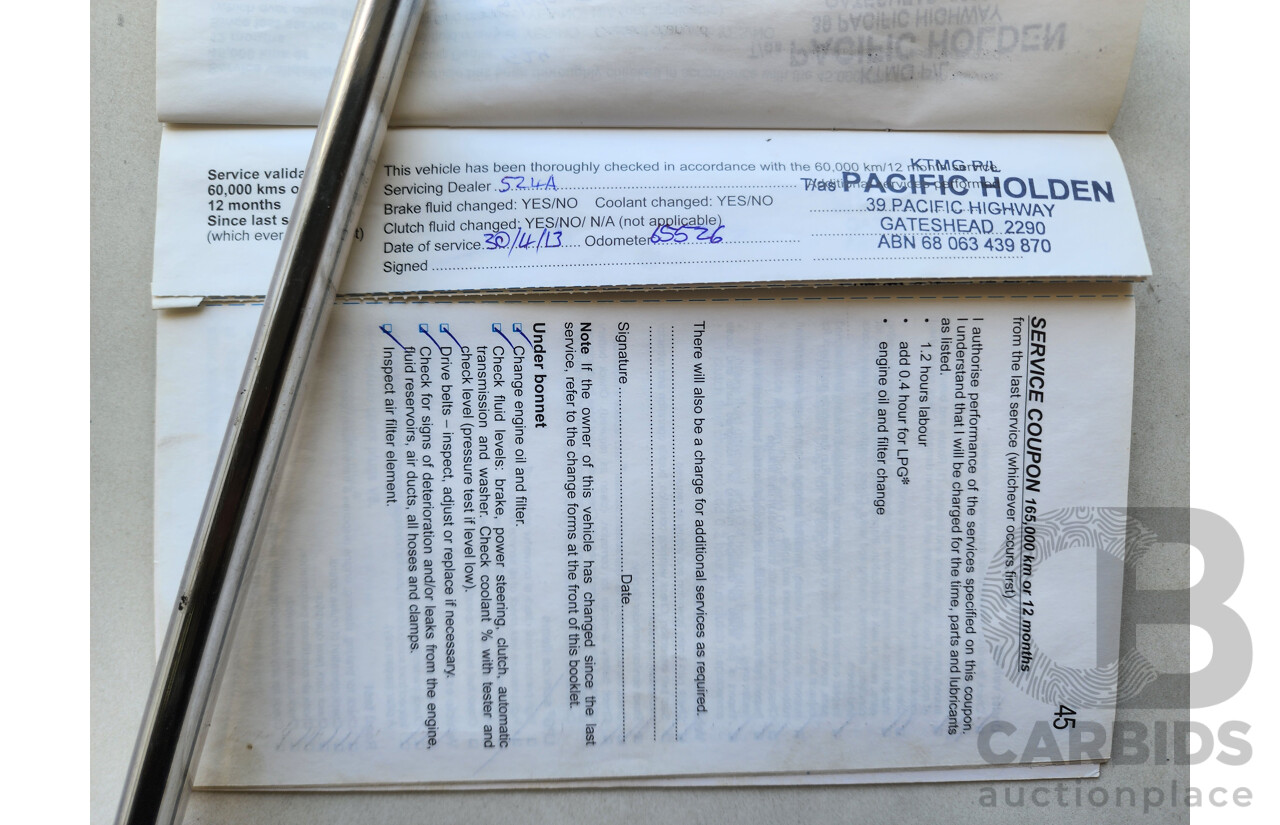 39 PACIFIC HIGHWAY
PACIFIC HOLDEN
KTMG P/L
Service valida
60,000 kms o
12 months
Since last s
(which ever t)
This vehicle has been thoroughly checked in accordance with the 60,000 km/12 month service.
Servicing Dealer 524A
Brake fluid changed: YES/NO Coolant changed: YES/NO
Clutch fluid changed: YES/NO/ N/A (not applicable)
Date of service 30/4/13 Odometer 65526
Signed
KTMG P/L
T/as PACIFIC HOLDEN
39 PACIFIC HIGHWAY
GATESHEAD 2290
ABN 68 063 439 870
45
SERVICE COUPON 165,000 km or 12 months
from the last service (whichever occurs first)
I authorise performance of the services specified on this coupon.
I understand that I will be charged for the time, parts and lubricants
as listed.
• 1.2 hours labour
• add 0.4 hour for LPG*
• engine oil and filter change
There will also be a charge for additional services as required.
Signature Date
Note If the owner of this vehicle has changed since the last
service, refer to the change forms at the front of this booklet.
Under bonnet
Change engine oil and filter.
Check fluid levels: brake, power steering, clutch, automatic
transmission and washer. Check coolant % with tester and
check level (pressure test if level low).
Drive belts – inspect, adjust or replace if necessary.
Check for signs of deterioration and/or leaks from the engine,
fluid reservoirs, air ducts, all hoses and clamps.
Inspect air filter element.
CARBIDS
auctionplace